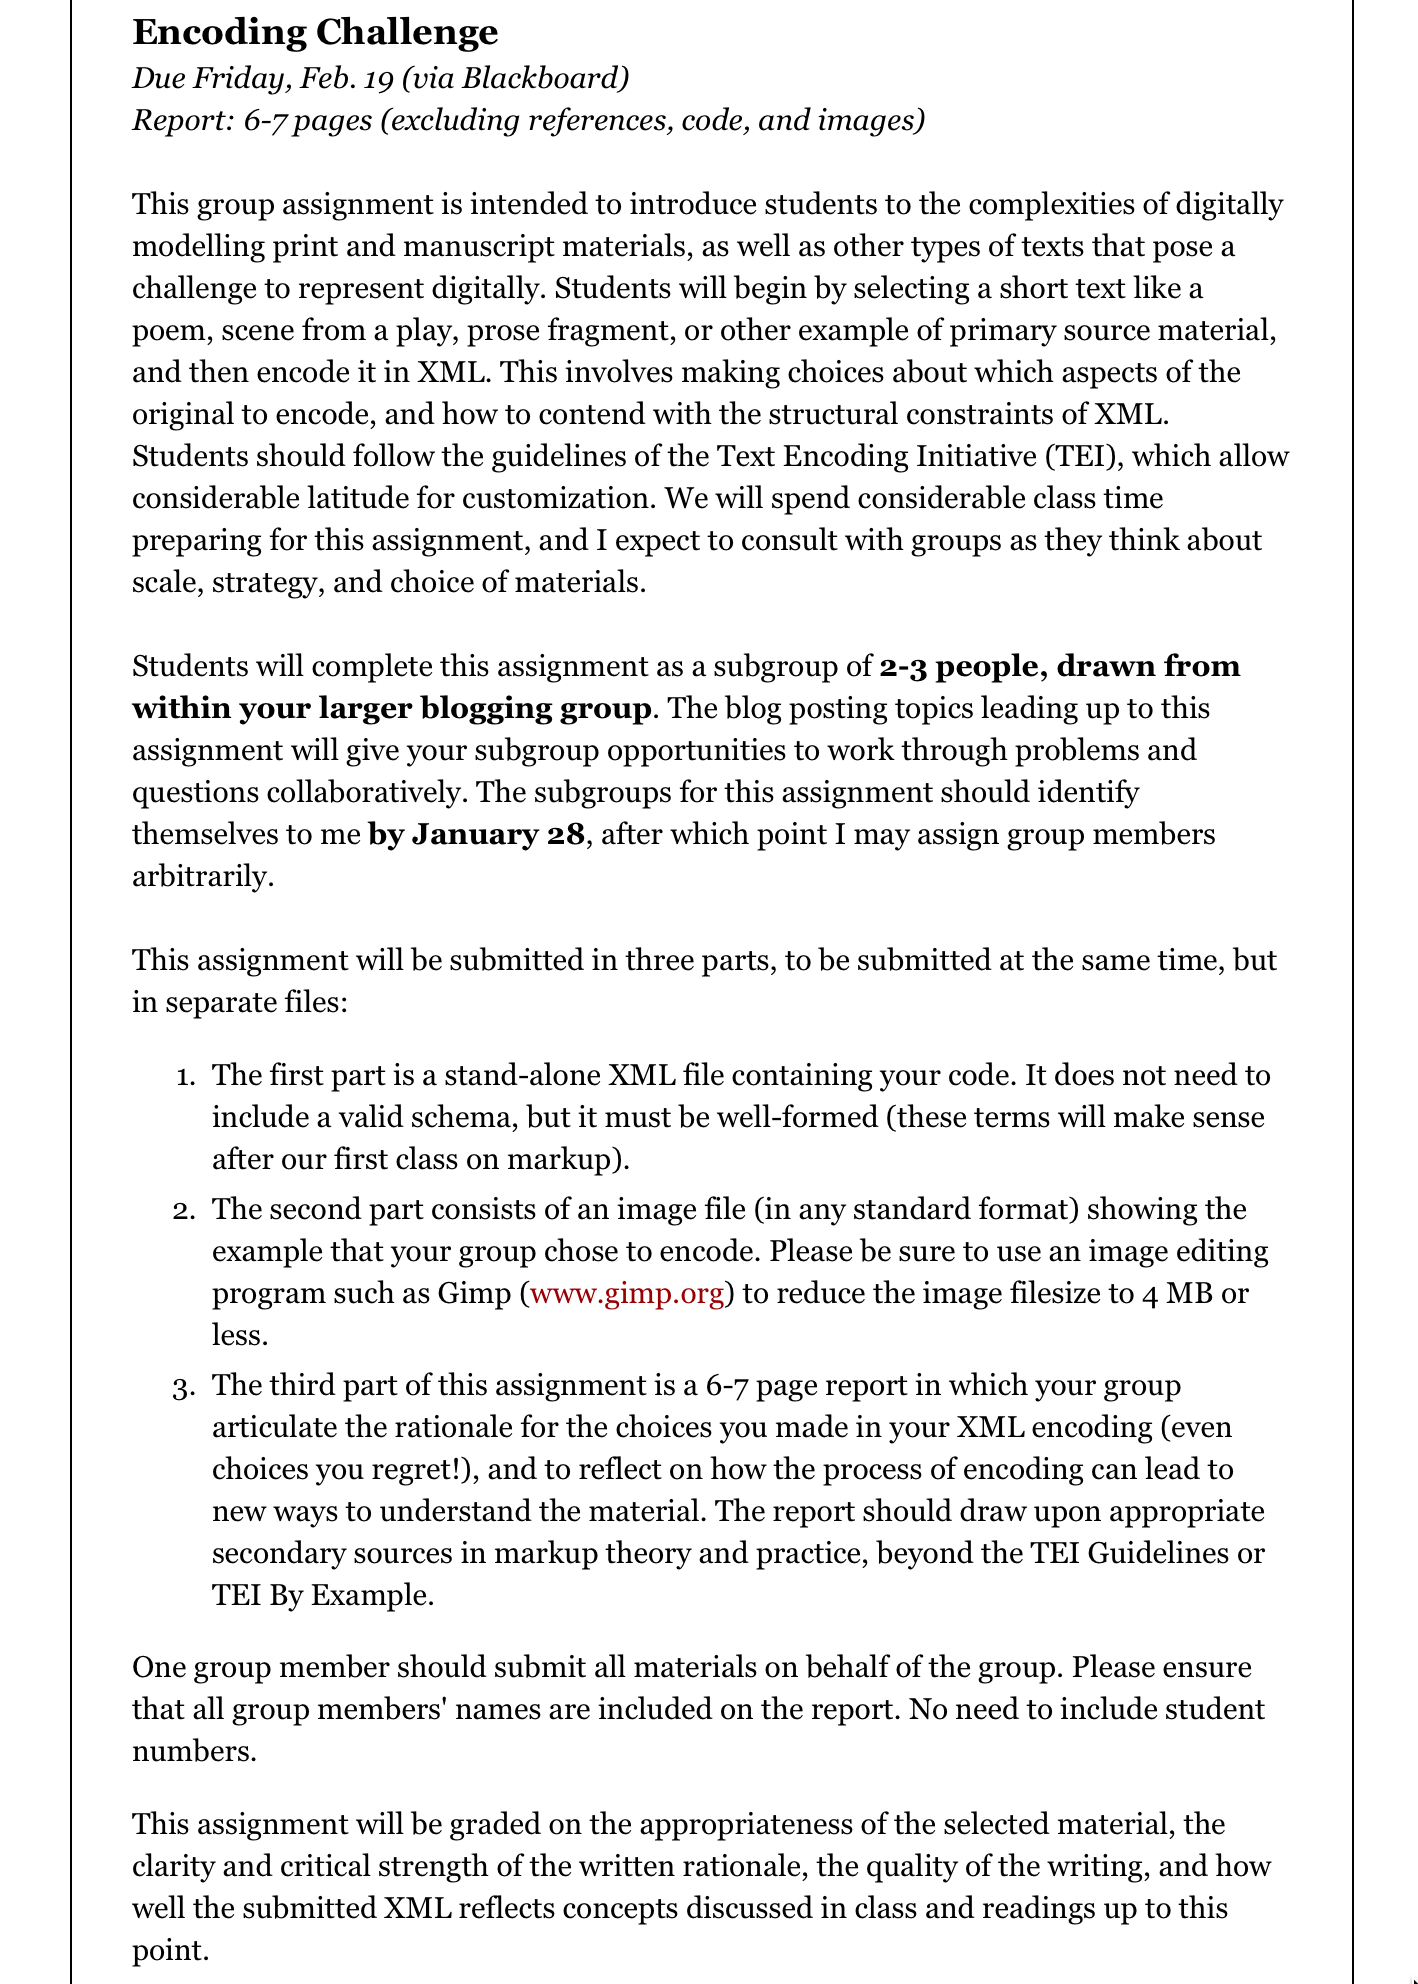 Encoding Challenge
Due Friday, Feb. 19 (via Blackboard)
Report: 6-7 pages (excluding references, code, and images)
This group assignment is intended to introduce students to the complexities of digitally
modelling print and manuscript materials, as well as other types of texts that pose a
challenge to represent digitally. Students will begin by selecting a short text like a
poem, scene from a play, prose fragment, or other example of primary source material,
and then encode it in XML. This involves making choices about which aspects of the
original to encode, and how to contend with the structural constraints of XML.
Students should follow the guidelines of the Text Encoding Initiative (TEI), which allow
considerable latitude for customization. We will spend considerable class time
preparing for this assignment, and I expect to consult with groups as they think about
scale, strategy, and choice of materials.
Students will complete this assignment as a subgroup of 2-3 people, drawn from
within your larger blogging group. The blog posting topics leading up to this
assignment will give your subgroup opportunities to work through problems and
questions collaboratively. The subgroups for this assignment should identify
themselves to me by January 28, after which point I may assign group members
arbitrarily.
This assignment will be submitted in three parts, to be submitted at the same time, but
in separate files:
1. The first part is a stand-alone XML file containing your code. It does not need to
include a valid schema, but it must be well-formed (these terms will make sense
after our first class on markup).
2. The second part consists of an image file (in any standard format) showing the
example that your group chose to encode. Please be sure to use an image editing
program such as Gimp (www.gimp.org) to reduce the image filesize to 4 MB or
less.
3. The third part of this assignment is a 6-7 page report in which your group
articulate the rationale for the choices you made in your XML encoding (even
choices you regret!), and to reflect on how the process of encoding can lead to
new ways to understand the material. The report should draw upon appropriate
secondary sources in markup theory and practice, beyond the TEI Guidelines or
TEI By Example.
One group member should submit all materials on behalf of the group. Please ensure
that all group members' names are included on the report. No need to include student
numbers.
This assignment will be graded on the appropriateness of the selected material, the
clarity and critical strength of the written rationale, the quality of the writing, and how
well the submitted XML reflects concepts discussed in class and readings up to this
point.